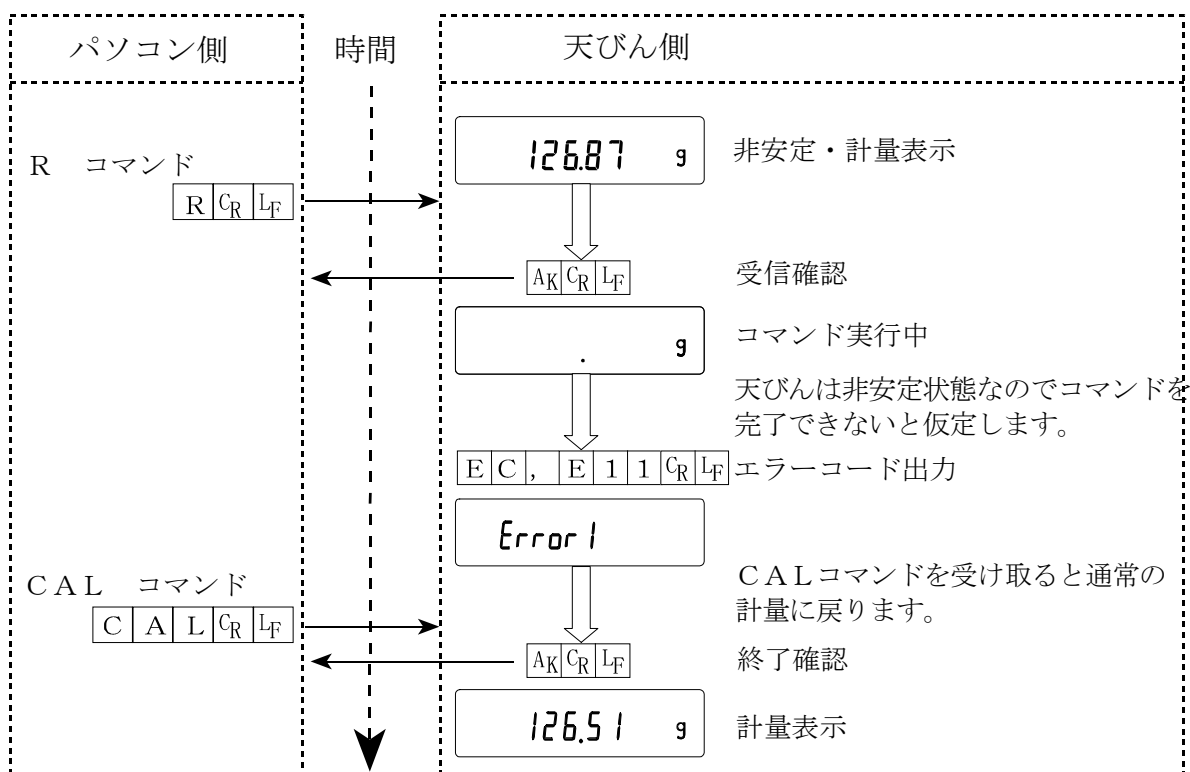 パソコン側 時間 天びん側
126.87 g 非安定・計量表示
R コマンド
R CR LF
AK CR LF 受信確認
. g コマンド実行中
天びんは非安定状態なのでコマンドを
完了できないと仮定します。
EC, E11 CR LF エラーコード出力
Error 1
CAL コマンド
CALコマンドを受け取ると通常の
計量に戻ります。
CAL CR LF
AK CR LF 終了確認
126.51 g 計量表示